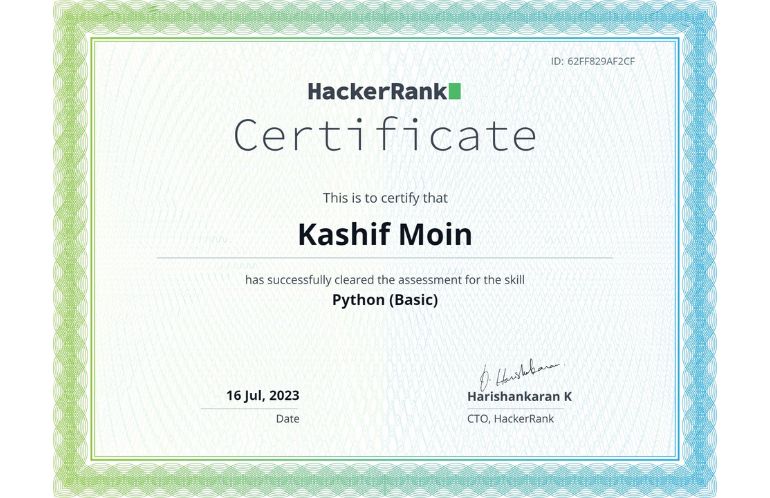 ID: 62FF829AF2CF
HackerRank
Certificate
This is to certify that
Kashif Moin
has successfully cleared the assessment for the skill
Python (Basic)
16 Jul, 2023
Date
D. Harishankaran.
Harishankaran K
CTO, HackerRank